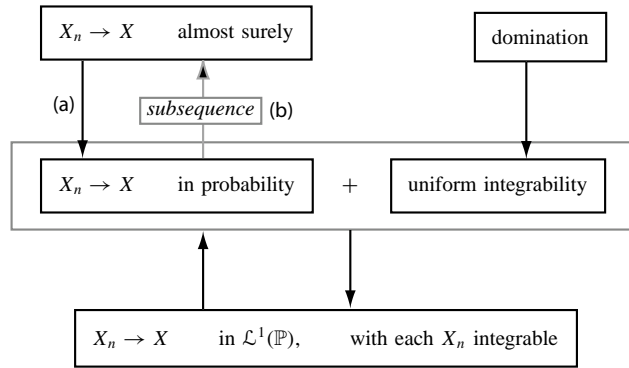 Xₙ → X almost surely
domination
(a)
subsequence (b)
Xₙ → X in probability + uniform integrability
Xₙ → X in ℒ¹(ℙ), with each Xₙ integrable